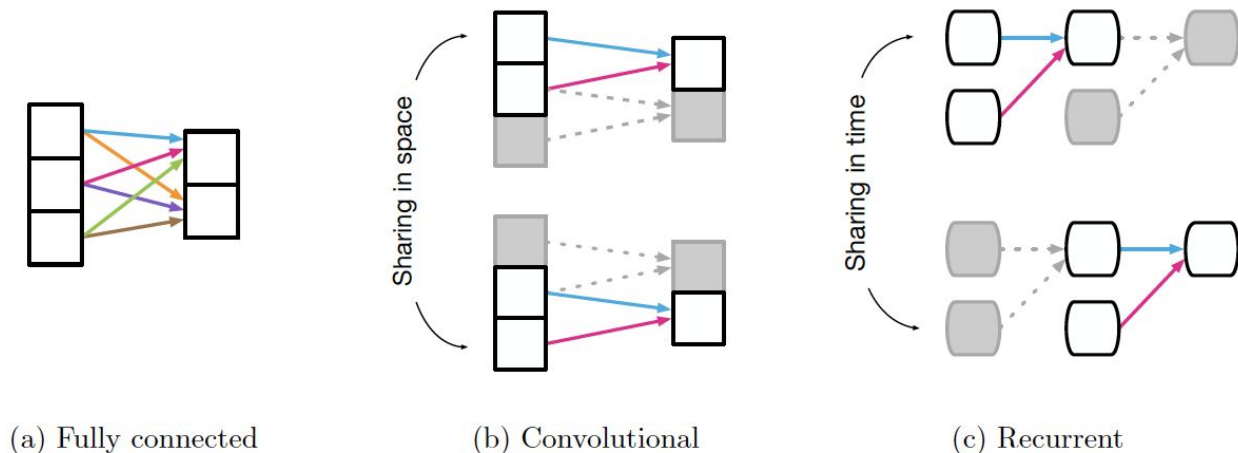 Sharing in space
Sharing in time
(a) Fully connected
(b) Convolutional
(c) Recurrent